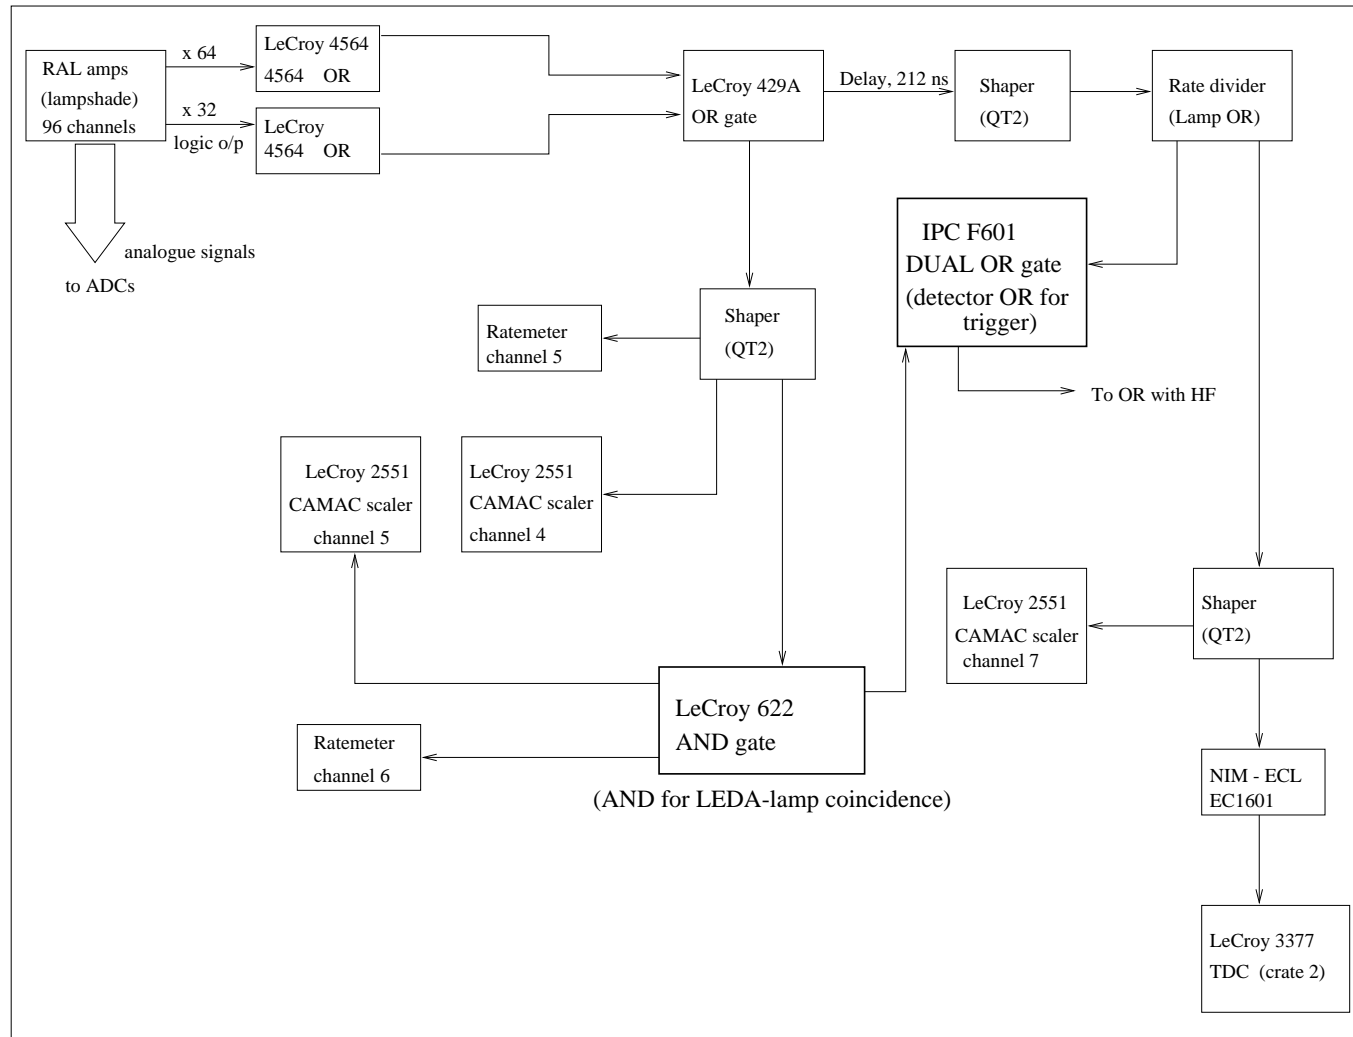 RAL amps
(lampshade)
96 channels
x 64
x 32
logic o/p
LeCroy 4564
4564 OR
LeCroy
4564 OR
LeCroy 429A
OR gate
Delay, 212 ns
Shaper
(QT2)
Rate divider
(Lamp OR)
analogue signals
to ADCs
IPC F601
DUAL OR gate
(detector OR for
trigger)
To OR with HF
Shaper
(QT2)
Ratemeter
channel 5
LeCroy 2551
CAMAC scaler
channel 5
LeCroy 2551
CAMAC scaler
channel 4
LeCroy 2551
CAMAC scaler
channel 7
Shaper
(QT2)
LeCroy 622
AND gate
(AND for LEDA-lamp coincidence)
Ratemeter
channel 6
NIM - ECL
EC1601
LeCroy 3377
TDC (crate 2)